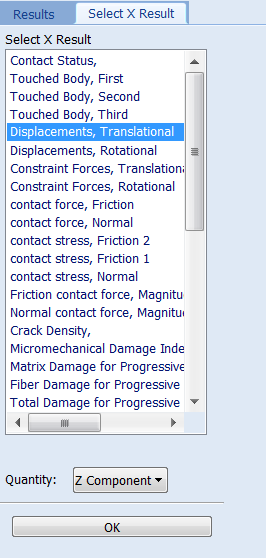 Results
Select X Result
Select X Result
Contact Status,
Touched Body, First
Touched Body, Second
Touched Body, Third
Displacements, Translational
Displacements, Rotational
Constraint Forces, Translationa
Constraint Forces, Rotational
contact force, Friction
contact force, Normal
contact stress, Friction 2
contact stress, Friction 1
contact stress, Normal
Friction contact force, Magnitu
Normal contact force, Magnitu
Crack Density,
Micromechanical Damage Inde
Matrix Damage for Progressive
Fiber Damage for Progressive
Total Damage for Progressive
Quantity: Z Component
OK